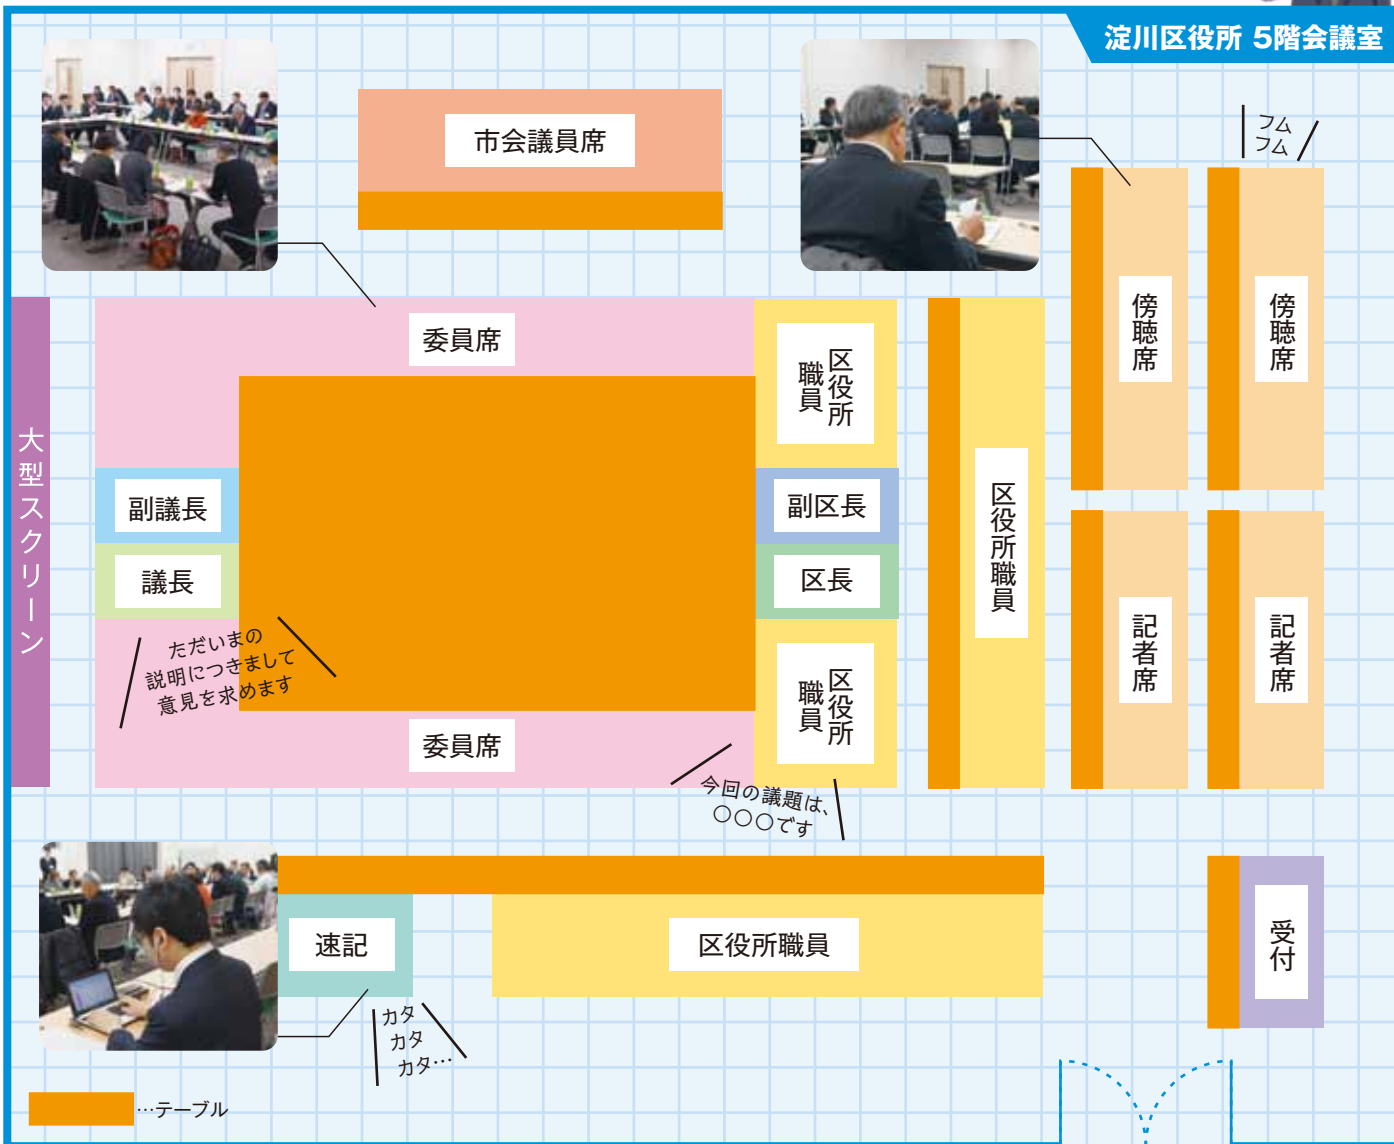 淀川区役所 5階会議室
市会議員席
フム
フム
傍聴席
傍聴席
委員席
区役所
職員
大型スクリーン
副議長
副区長
区役所職員
議長
区長
ただいまの
説明につきまして
意見を求めます
区役所
職員
記者席
記者席
委員席
今回の議題は、
〇〇〇です
速記
区役所職員
受付
カタ
カタ
カタ…
…テーブル